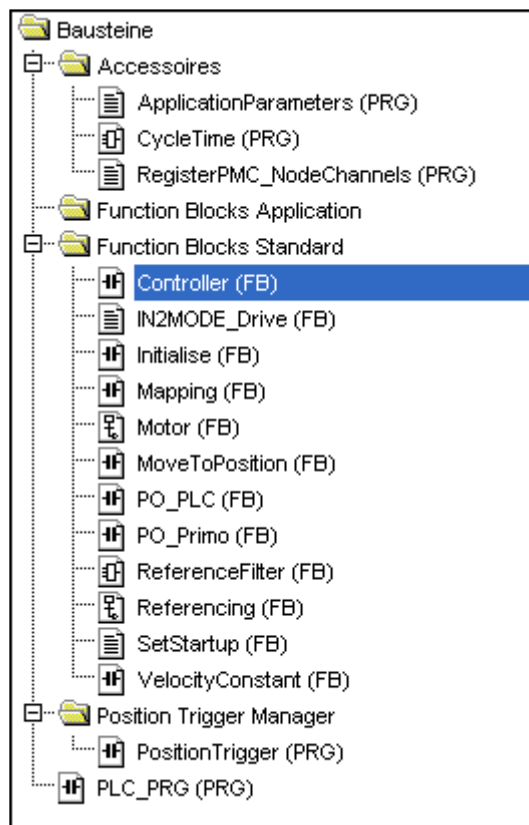 Bausteine
Accessoires
ApplicationParameters (PRG)
CycleTime (PRG)
RegisterPMC_NodeChannels (PRG)
Function Blocks Application
Function Blocks Standard
Controller (FB)
IN2MODE_Drive (FB)
Initialise (FB)
Mapping (FB)
Motor (FB)
MoveToPosition (FB)
PO_PLC (FB)
PO_Primo (FB)
ReferenceFilter (FB)
Referencing (FB)
SetStartup (FB)
VelocityConstant (FB)
Position Trigger Manager
PositionTrigger (PRG)
PLC_PRG (PRG)